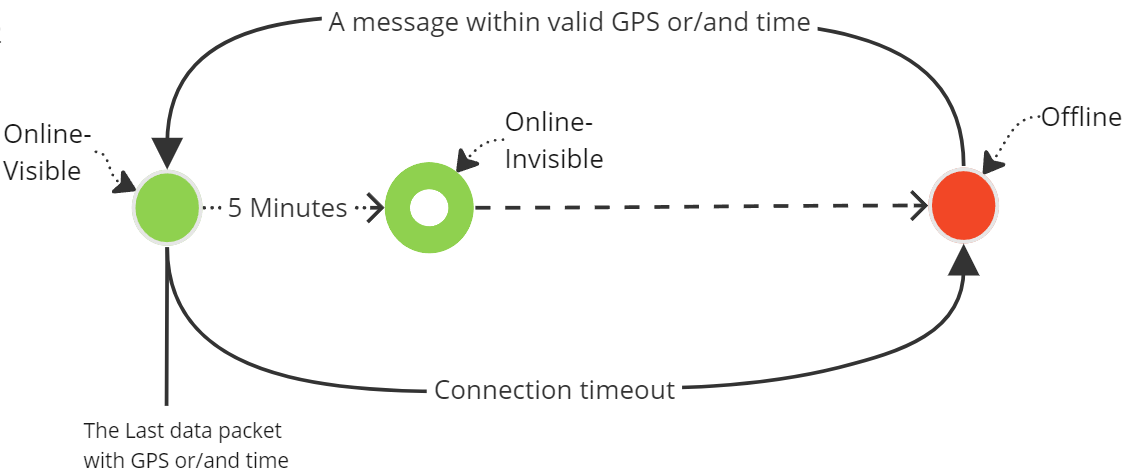 A message within valid GPS or/and time
Online-
Visible
Online-
Invisible
Offline
5 Minutes
Connection timeout
The Last data packet
with GPS or/and time